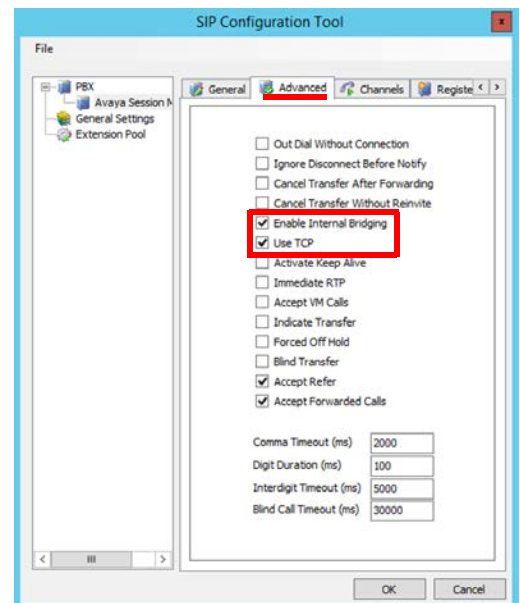 SIP Configuration Tool
x
File
PBX
Avaya Session M
General Settings
Extension Pool
General
Advanced
Channels
Registe
Out Dial Without Connection
Ignore Disconnect Before Notify
Cancel Transfer After Forwarding
Cancel Transfer Without Reinvite
Enable Internal Bridging
Use TCP
Activate Keep Alive
Immediate RTP
Accept VM Calls
Indicate Transfer
Forced Off Hold
Blind Transfer
Accept Refer
Accept Forwarded Calls
Comma Timeout (ms) 2000
Digit Duration (ms) 100
Interdigit Timeout (ms) 5000
Blind Call Timeout (ms) 30000
OK Cancel